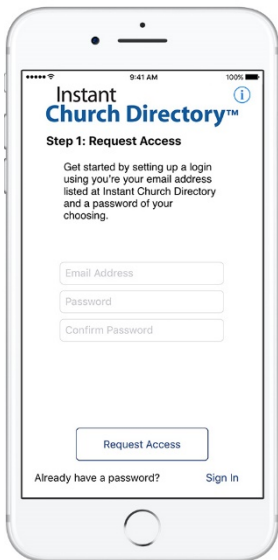 9:41 AM 100%
Instant
Church Directory™
Step 1: Request Access
Get started by setting up a login
using you're your email address
listed at Instant Church Directory
and a password of your
choosing.
Email Address
Password
Confirm Password
Request Access
Already have a password? Sign In